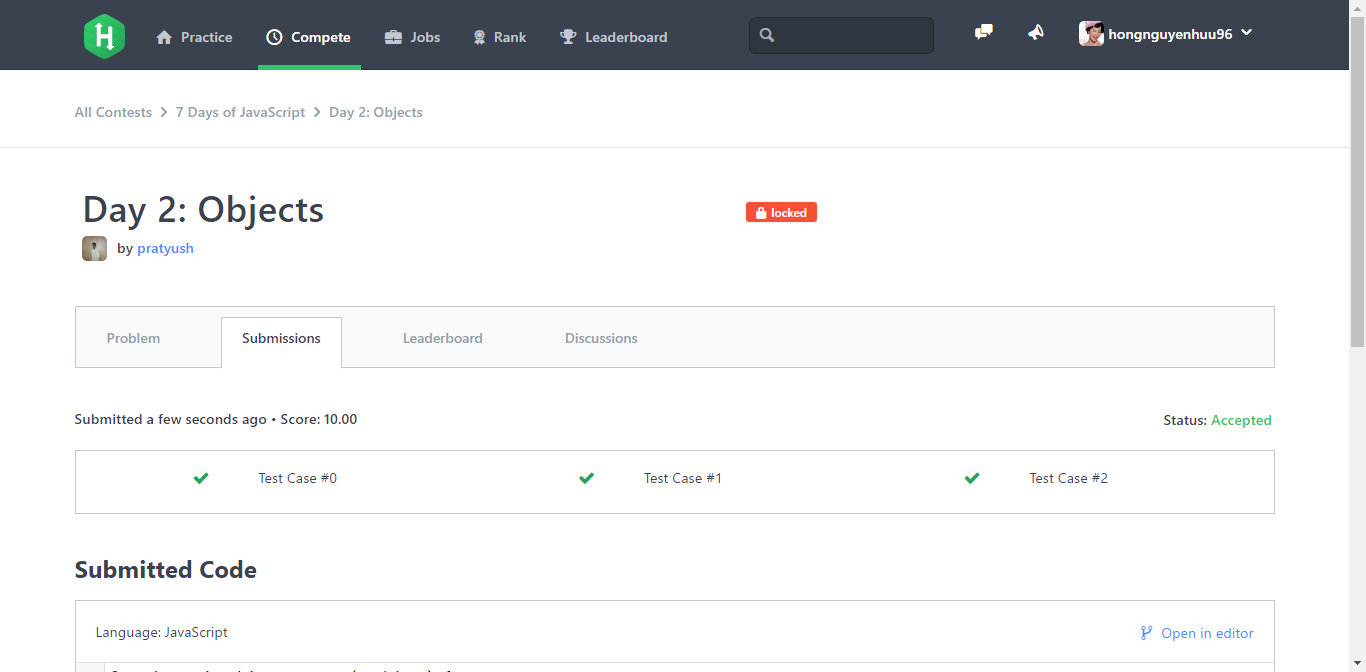 H Practice Compete Jobs Rank Leaderboard hongnguyenhuu96
All Contests > 7 Days of JavaScript > Day 2: Objects
Day 2: Objects locked
by pratyush
Problem Submissions Leaderboard Discussions
Submitted a few seconds ago • Score: 10.00 Status: Accepted
Test Case #0 Test Case #1 Test Case #2
Submitted Code
Language: JavaScript Open in editor